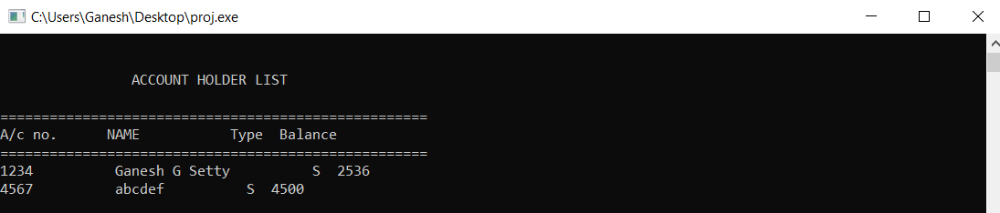 C:\Users\Ganesh\Desktop\proj.exe
ACCOUNT HOLDER LIST
====================================================
A/c no.      NAME           Type  Balance
====================================================
1234          Ganesh G Setty          S  2536
4567          abcdef          S  4500